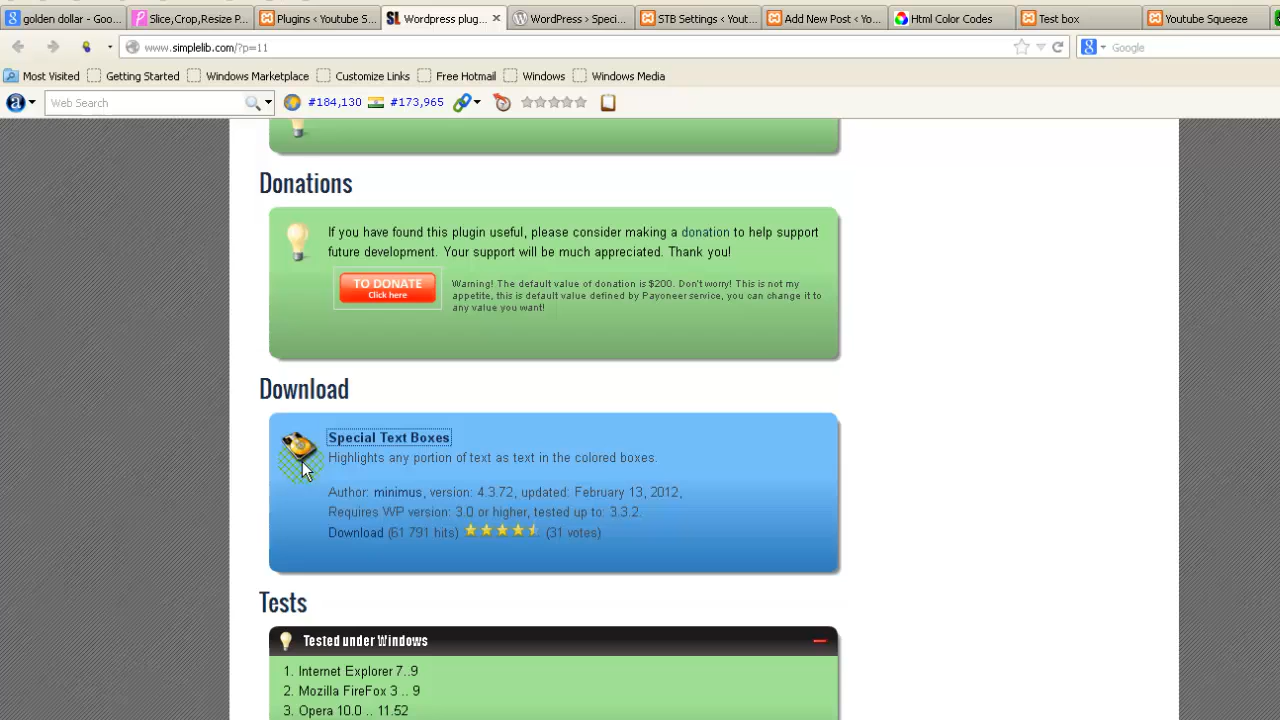 golden dollar - Goo...
Slice,Crop,Resize P...
Plugins ‹ Youtube S...
SL Wordpress plug...
WordPress › Speci...
STB Settings ‹ Yout...
Add New Post ‹ Yo...
Html Color Codes
Test box
Youtube Squeeze
www.simplelib.com/?p=11
Google
Most Visited
Getting Started
Windows Marketplace
Customize Links
Free Hotmail
Windows
Windows Media
Web Search
#184,130
#173,965
Donations
If you have found this plugin useful, please consider making a donation to help support
future development. Your support will be much appreciated. Thank you!
TO DONATE
Click here
Warning! The default value of donation is $200. Don't worry! This is not my
appetite, this is default value defined by Payoneer service, you can change it to
any value you want!
Download
Special Text Boxes
Highlights any portion of text as text in the colored boxes.
Author: minimus, version: 4.3.72, updated: February 13, 2012,
Requires WP version: 3.0 or higher, tested up to: 3.3.2.
Download (61 791 hits) (31 votes)
Tests
Tested under Windows
1. Internet Explorer 7..9
2. Mozilla FireFox 3 .. 9
3. Opera 10.0 .. 11.52